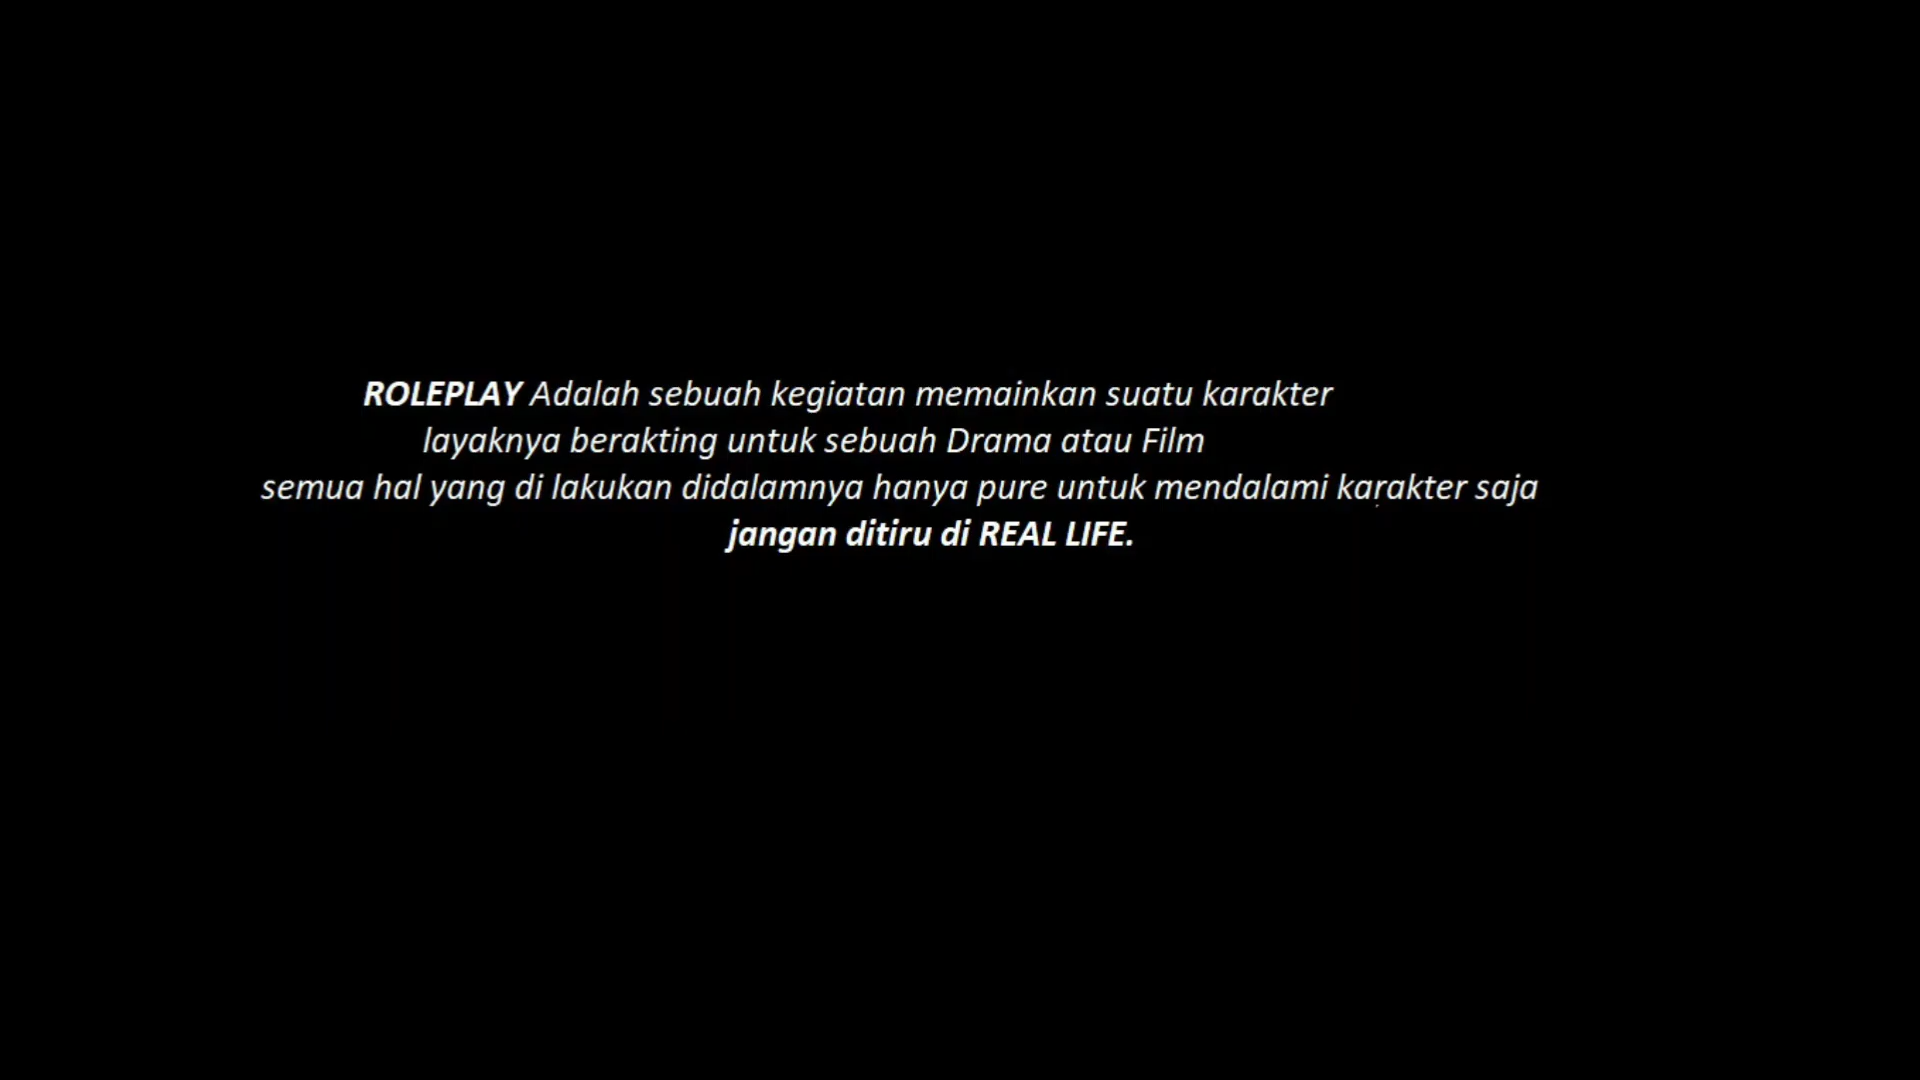 ROLEPLAY Adalah sebuah kegiatan memainkan suatu karakter
layaknya berakting untuk sebuah Drama atau Film
semua hal yang di lakukan didalamnya hanya pure untuk mendalami karakter saja
jangan ditiru di REAL LIFE.